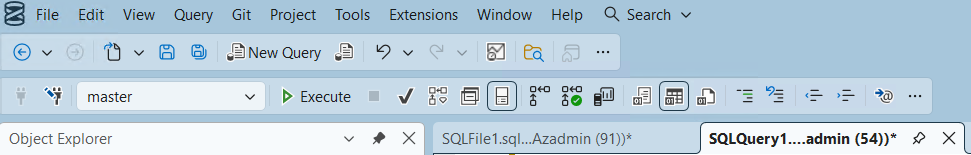 File Edit View Query Git Project Tools Extensions Window Help Search
New Query
master Execute
Object Explorer SQLFile1.sql...Azadmin (91))* SQLQuery1....admin (54))*